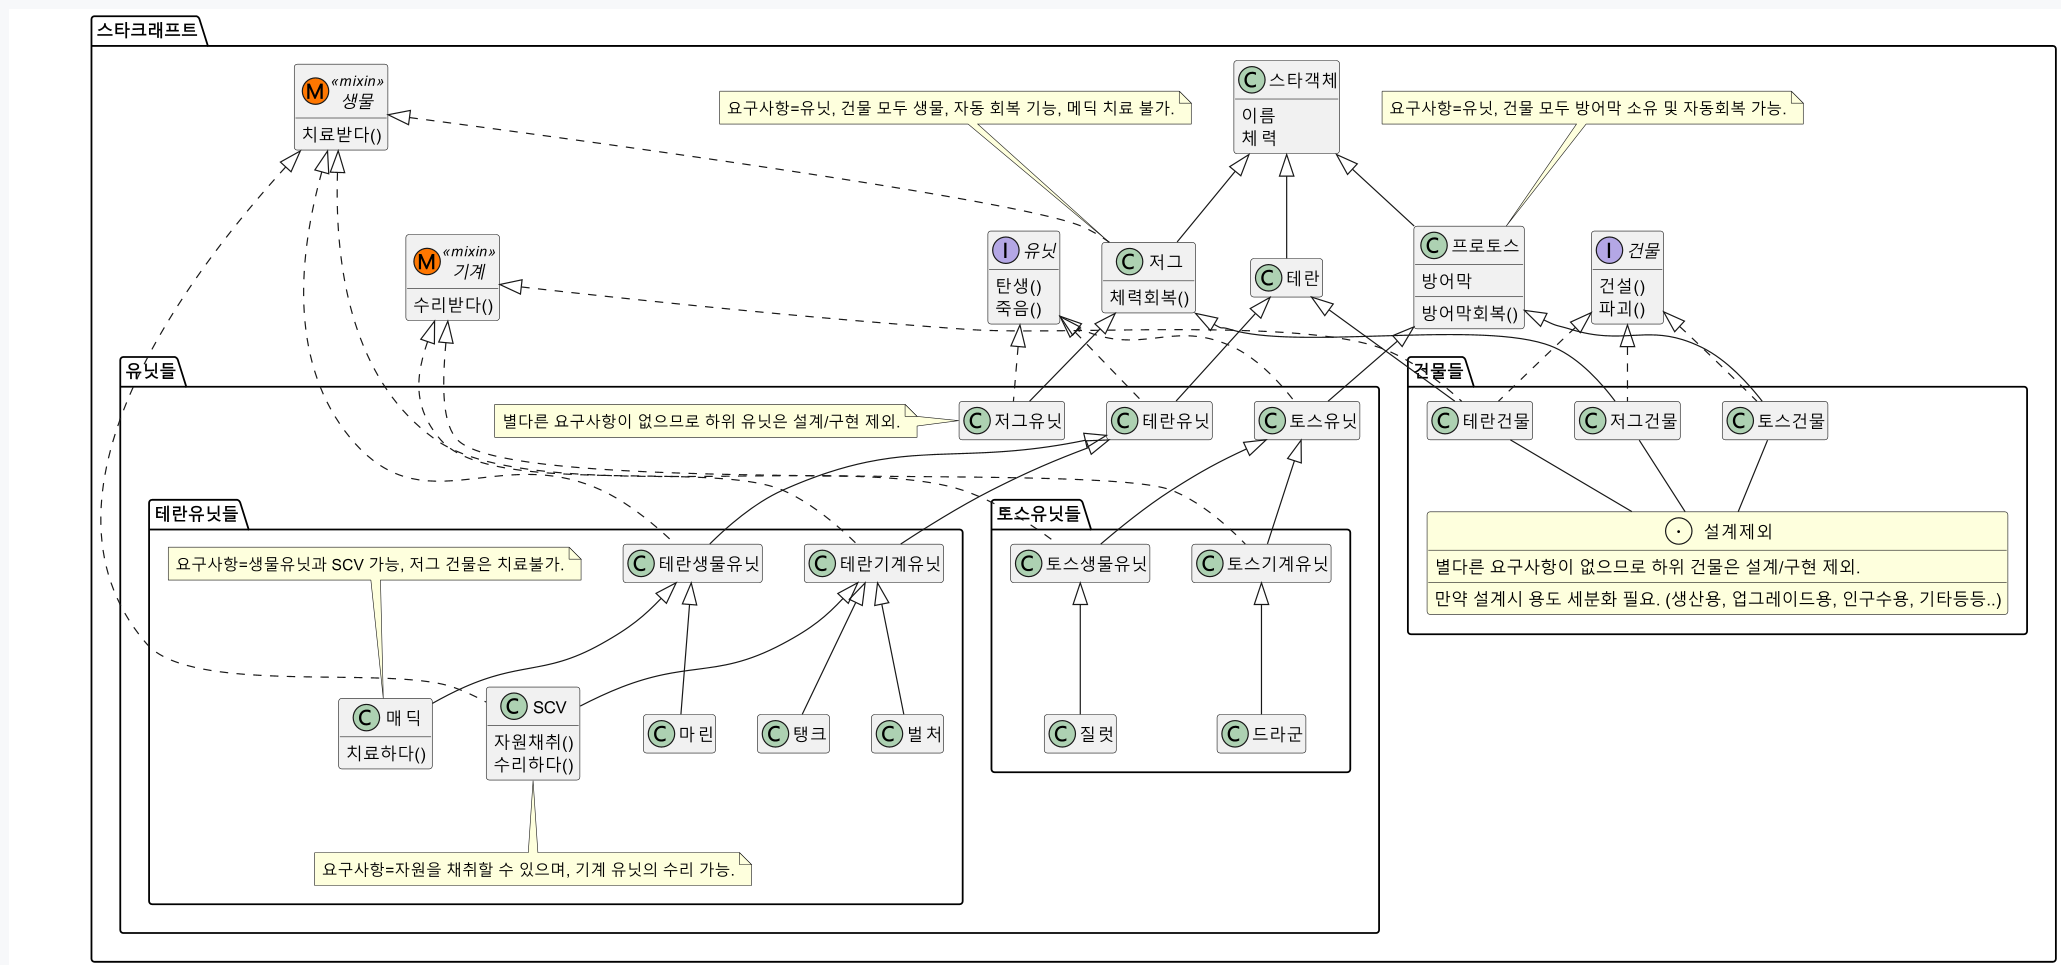 스타크래프트
M
«mixin»
생물
치료받다()
요구사항=유닛, 건물 모두 생물, 자동 회복 기능, 메딕 치료 불가.
C 스타객체
이름
체력
요구사항=유닛, 건물 모두 방어막 소유 및 자동회복 가능.
M
«mixin»
기계
수리받다()
I 유닛
탄생()
죽음()
C 저그
체력회복()
C 테란
C 프로토스
방어막
방어막회복()
I 건물
건설()
파괴()
유닛들
건물들
별다른 요구사항이 없으므로 하위 유닛은 설계/구현 제외.
C 저그유닛
C 테란유닛
C 토스유닛
C 테란건물
C 저그건물
C 토스건물
테란유닛들
토스유닛들
설계제외
별다른 요구사항이 없으므로 하위 건물은 설계/구현 제외.
만약 설계시 용도 세분화 필요. (생산용, 업그레이드용, 인구수용, 기타등등..)
요구사항=생물유닛과 SCV 가능, 저그 건물은 치료불가.
C 테란생물유닛
C 테란기계유닛
C 토스생물유닛
C 토스기계유닛
C 매딕
치료하다()
C SCV
자원채취()
수리하다()
C 마린
C 탱크
C 벌처
C 질럿
C 드라군
요구사항=자원을 채취할 수 있으며, 기계 유닛의 수리 가능.